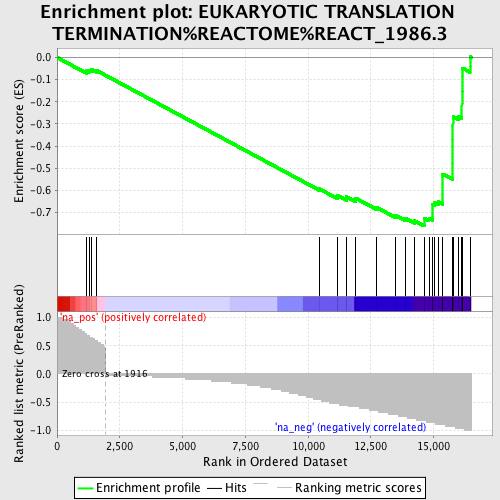 Enrichment plot: EUKARYOTIC TRANSLATION
TERMINATION%REACTOME%REACT_1986.3
Enrichment score (ES)
0.0
-0.1
-0.2
-0.3
-0.4
-0.5
-0.6
-0.7
'na_pos' (positively correlated)
Ranked list metric (PreRanked)
1.0
0.5
0.0
-0.5
-1.0
Zero cross at 1916
'na_neg' (negatively correlated)
0
2,500
5,000
7,500
10,000
12,500
15,000
Rank in Ordered Dataset
Enrichment profile
Hits
Ranking metric scores